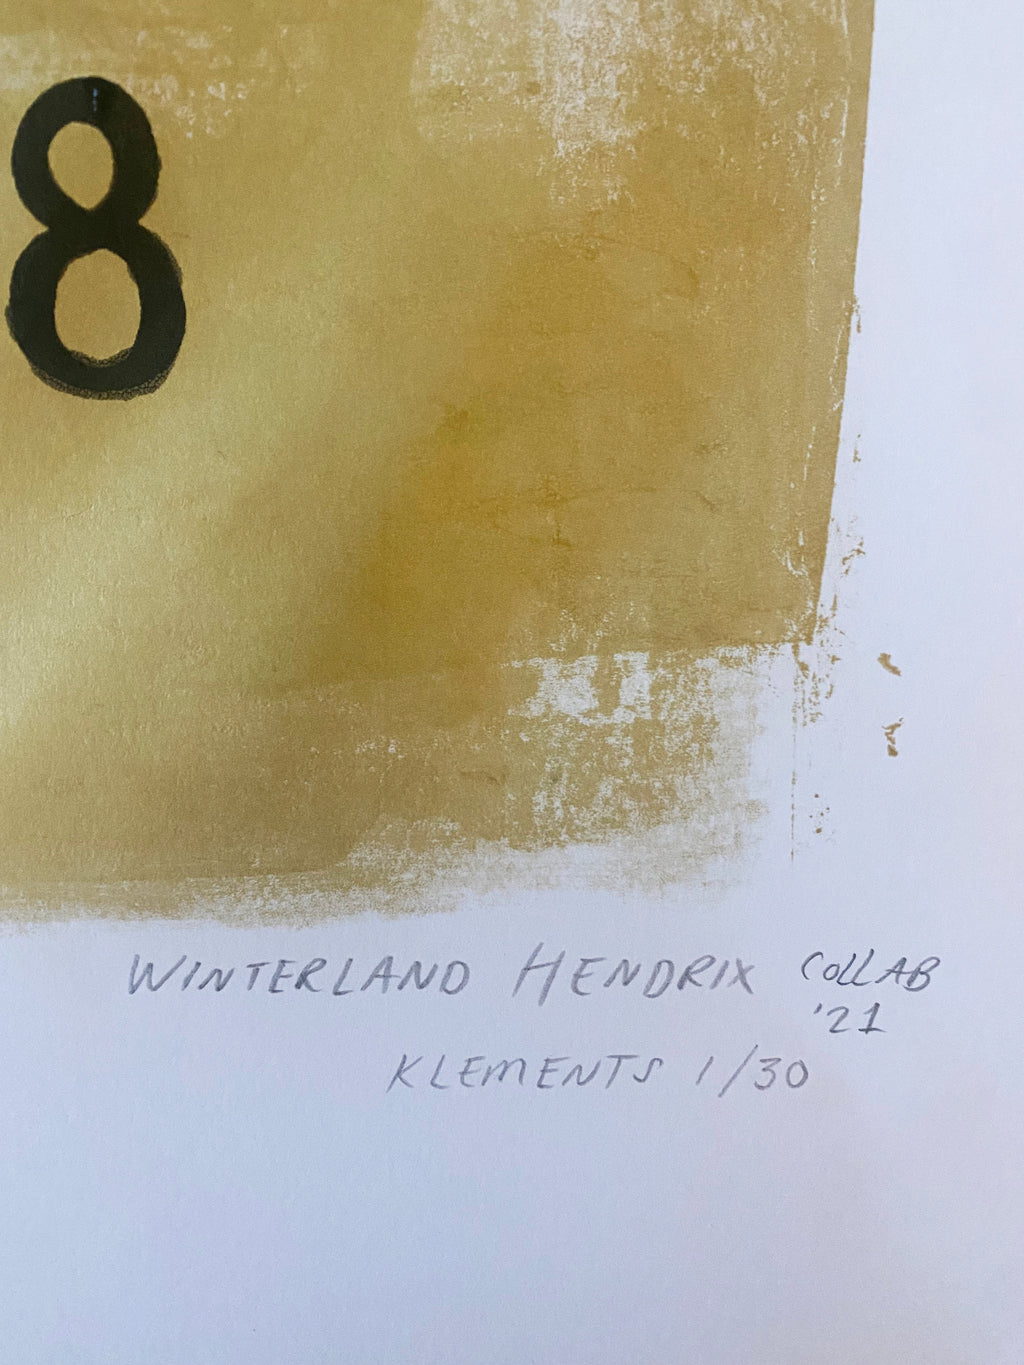 8
WINTERLAND HENDRIX COLLAB
'21
KLEMENTS 1/30